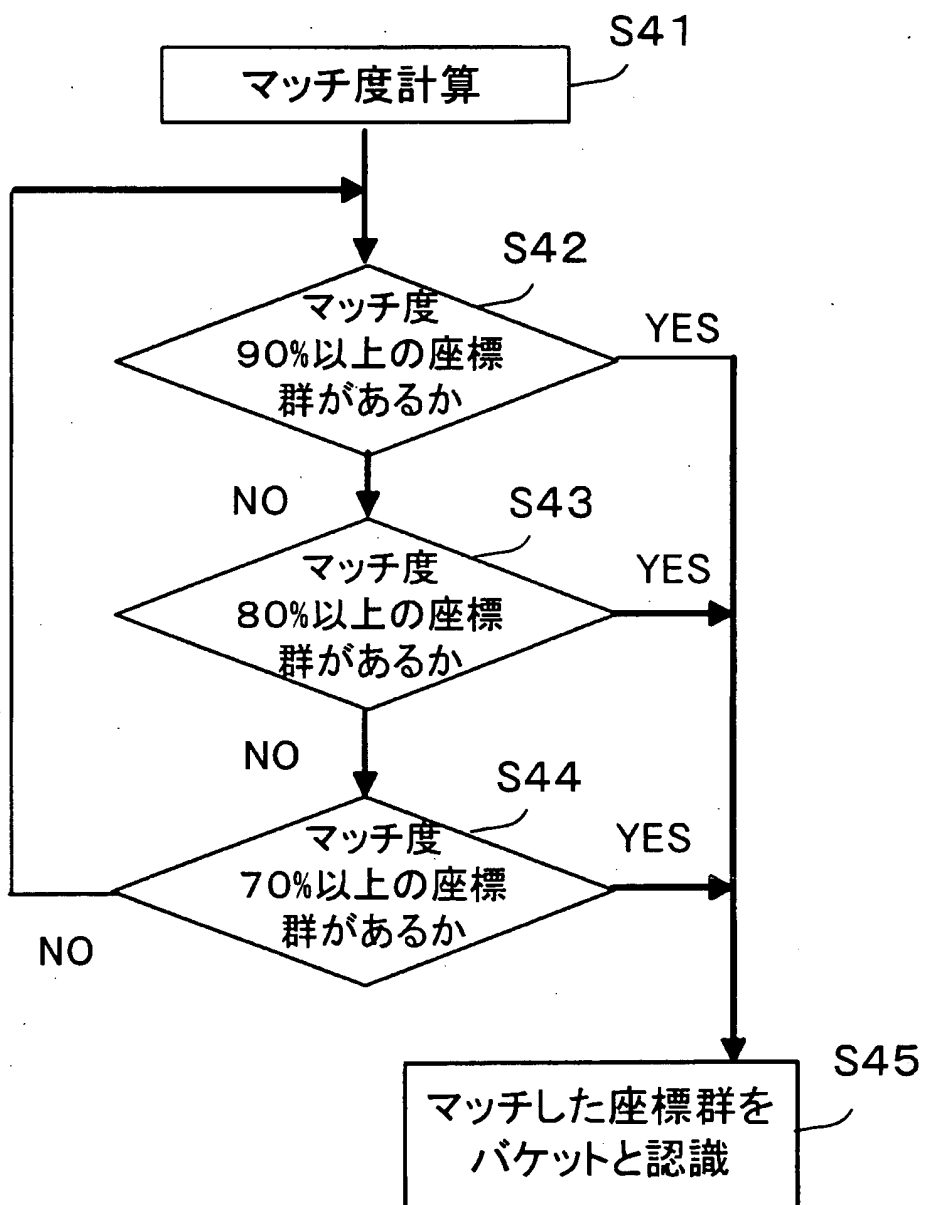 S41
マッチ度計算
S42
マッチ度
90%以上の座標
群があるか
YES
NO
S43
マッチ度
80%以上の座標
群があるか
YES
NO
S44
マッチ度
70%以上の座標
群があるか
YES
NO
S45
マッチした座標群を
バケットと認識